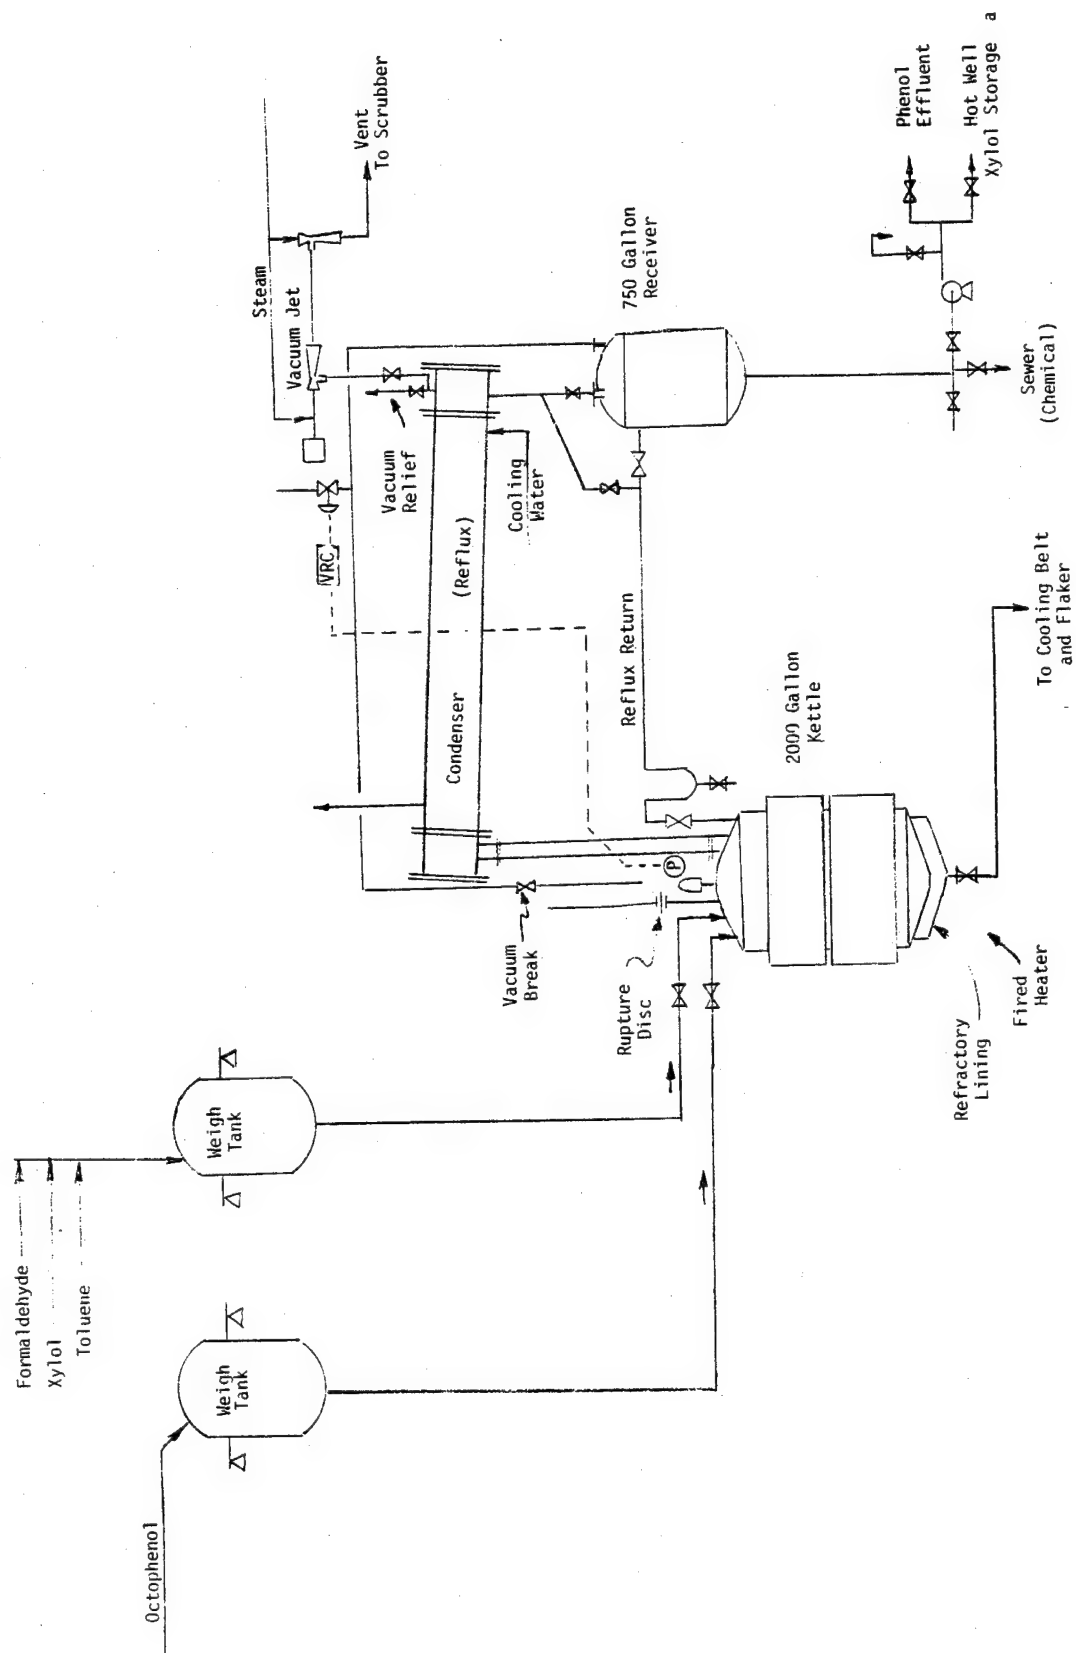 Formaldehyde
Xylol
Toluene
Octophenol
Weigh
Tank
Weigh
Tank
Steam
Vacuum Jet
Vent
To Scrubber
VRC
Vacuum
Relief
Condenser
(Reflux)
Cooling
Water
Vacuum
Break
Rupture
Disc
P
Reflux Return
750 Gallon
Receiver
2000 Gallon
Kettle
Phenol
Effluent
Hot Well
Xylol Storage a
Sewer
(Chemical)
Refractory
Lining
Fired
Heater
To Cooling Belt
and Flaker